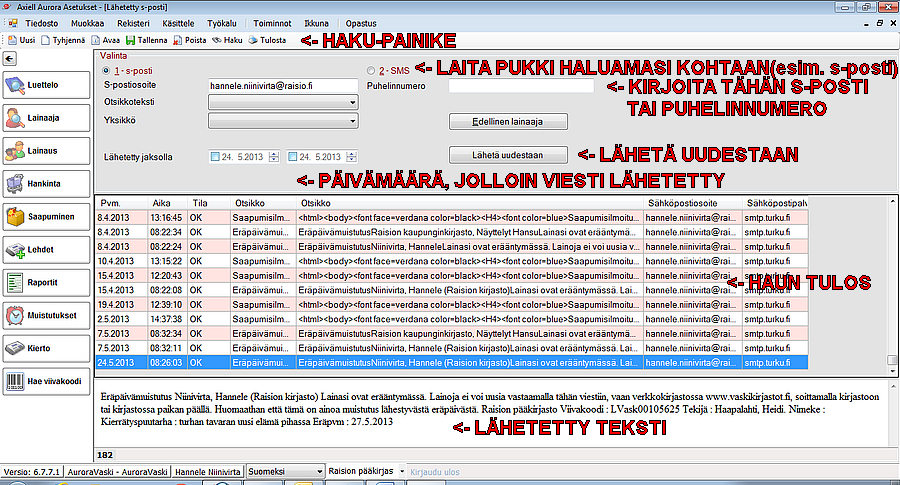 Axiell Aurora Asetukset - [Lähetetty s-posti]
Tiedosto Muokkaa Rekisteri Käsittele Työkalu Toiminnot Ikkuna Opastus
Uusi Tyhjennä Avaa Tallenna Poista Haku Tulosta <- HAKU-PAINIKE
Valinta
1 - s-posti 2 - SMS <- LAITA PUKKI HALUAMASI KOHTAAN(esim. s-posti)
S-postiosoite hannele.niinivirta@raisio.fi Puhelinnumero <- KIRJOITA TÄHÄN S-POSTI
TAI PUHELINNUMERO
Otsikkoteksti
Yksikkö Edellinen lainaaja
Lähetetty jaksolla 24. 5.2013 24. 5.2013 Lähetä uudestaan <- LÄHETÄ UUDESTAAN
<- PÄIVÄMÄÄRÄ, JOLLOIN VIESTI LÄHETETTY
Luettelo
Lainaaja
Lainaus
Hankinta
Saapuminen
Lehdet
Raportit
Muistutukset
Kierto
Hae viivakoodi
Pvm. Aika Tila Otsikko Otsikko Sähköpostiosoite Sähköpostipalv
8.4.2013 13:16:45 OK Saapumisilm... <html><body><font face=verdana color=black><H4><font color=blue>Saapumisilmoitu... hannele.niinivirta@rai... smtp.turku.fi
8.4.2013 08:22:34 OK Eräpäivämui... EräpäivämuistutusRaision kaupunginkirjasto, Näyttelyt HansuLainasi ovat erääntymä... hannele.niinivirta@rai... smtp.turku.fi
8.4.2013 08:22:24 OK Eräpäivämui... EräpäivämuistutusNiinivirta, HanneleLainasi ovat erääntymässä. Lainoja ei voi uusia v... hannele.niinivirta@rai... smtp.turku.fi
10.4.2013 13:15:22 OK Saapumisilm... <html><body><font face=verdana color=black><H4><font color=blue>Saapumisilmoitu... hannele.niinivirta@rai... smtp.turku.fi
15.4.2013 12:20:43 OK Saapumisilm... <html><body><font face=verdana color=black><H4><font color=blue>Saapumisilmoitu... hannele.niinivirta@rai... smtp.turku.fi
<- HAUN TULOS
15.4.2013 08:22:08 OK Eräpäivämui... EräpäivämuistutusNiinivirta, Hannele (Raision kirjasto)Lainasi ovat erääntymässä. Lai... hannele.niinivirta@rai... smtp.turku.fi
19.4.2013 12:39:10 OK Saapumisilm... <html><body><font face=verdana color=black><H4><font color=blue>Saapumisilmoitu... hannele.niinivirta@rai... smtp.turku.fi
2.5.2013 14:37:38 OK Saapumisilm... <html><body><font face=verdana color=black><H4><font color=blue>Saapumisilmoitu... hannele.niinivirta@rai... smtp.turku.fi
7.5.2013 08:32:34 OK Eräpäivämui... EräpäivämuistutusRaision kaupunginkirjasto, Näyttelyt HansuLainasi ovat erääntymä... hannele.niinivirta@rai... smtp.turku.fi
7.5.2013 08:32:11 OK Eräpäivämui... EräpäivämuistutusNiinivirta, Hannele (Raision kirjasto)Lainasi ovat erääntymässä. Lai... hannele.niinivirta@rai... smtp.turku.fi
24.5.2013 08:26:03 OK Eräpäivämui... EräpäivämuistutusNiinivirta, Hannele (Raision kirjasto)Lainasi ovat erääntymässä. Lai... hannele.niinivirta@rai... smtp.turku.fi
Eräpäivämuistutus Niinivirta, Hannele (Raision kirjasto) Lainasi ovat erääntymässä. Lainoja ei voi uusia vastaamalla tähän viestiin, vaan verkkokirjastossa www.vaskikirjastot.fi, soittamalla kirjastoon
tai kirjastossa paikan päällä. Huomaathan että tämä on ainoa muistutus lähestyvästä eräpäivästä. Raision pääkirjasto Viivakoodi : LVask00105625 Tekijä : Haapalahti, Heidi. Nimeke :
Kierrätyspuutarha : turhan tavaran uusi elämä pihassa Eräpvm : 27.5.2013
<- LÄHETETTY TEKSTI
182
Versio: 6.7.7.1 AuroraVaski - AuroraVaski Hannele Niinivirta Suomeksi Raision pääkirjas Kirjaudu ulos